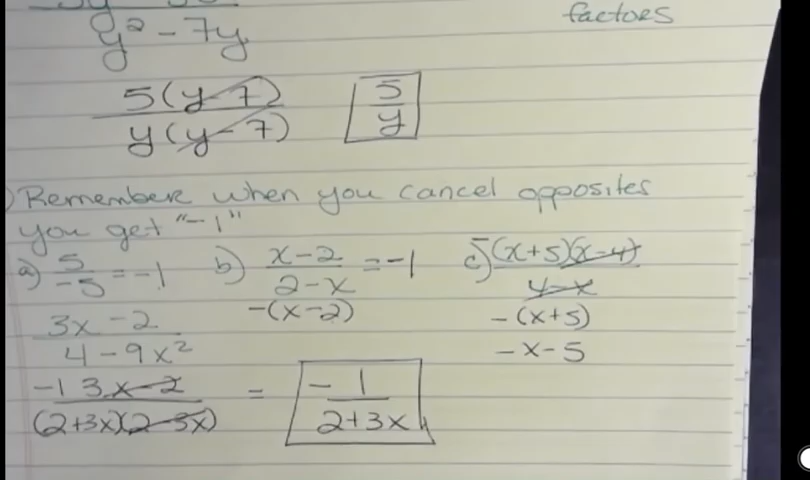 factors
y² - 7y
5(y-7)
y(y-7)
5
y
Remember when you cancel opposites
you get "-1"
a) 5/-5 = -1 b) x-2/2-x = -1 c) -(x+5)(x-4)/4-x
-(x-2)
-(x+5)
-x-5
3x-2
4-9x²
-1 3x-2
(2+3x)(2-3x)
= - 1/2+3x